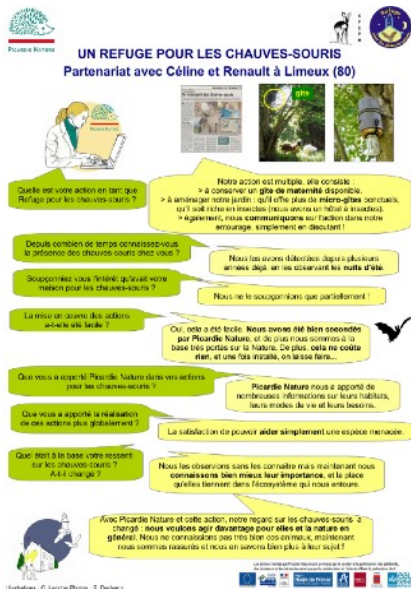 PICARDIE NATURE
UN REFUGE POUR LES CHAUVES-SOURIS
Partenariat avec Céline et Renault à Limeux (80)
gîte
Quelle est votre action en tant que
Refuge pour les chauves-souris ?
Notre action est multiple, elle consiste :
> à conserver un gîte de maternité disponible.
> à aménager notre jardin : qu'il offre plus de micro-gîtes ponctuels,
qu'il soit riche en insectes (nous avons un hôtel à insectes).
> également, nous communiquons sur l'action dans notre
entourage, simplement en discutant !
Depuis combien de temps connaissez-vous
la présence des chauves-souris chez vous ?
Nous les avons détectées depuis plusieurs
années déjà, en les observant les nuits d'été.
Soupçonniez vous l'intérêt qu'avait votre
maison pour les chauves-souris ?
Nous ne le soupçonnions que partiellement !
La mise en œuvre des actions
a-t-elle été facile ?
Oui, cela a été facile. Nous avons été bien secondés
par Picardie Nature, et de plus nous sommes à la
base très portés sur la Nature. De plus, cela ne coûte
rien, et une fois installé, on laisse faire...
Que vous a apporté Picardie Nature dans vos actions
pour les chauves-souris ?
Picardie Nature nous a apporté de
nombreuses informations sur leurs habitats,
leurs modes de vie et leurs besoins.
Que vous a apporté la réalisation
de ces actions plus globalement ?
La satisfaction de pouvoir aider simplement une espèce menacée.
Quel était à la base votre ressenti
sur les chauves-souris ?
A-t-il changé ?
Nous les observions sans les connaître mais maintenant nous
connaissons bien mieux leur importance, et la place
qu'elles tiennent dans l'écosystème qui nous entoure.
Avec Picardie Nature et cette action, notre regard sur les chauves-souris a
changé : nous voulons agir davantage pour elles et la nature en
général. Nous ne connaissions pas très bien ces animaux, maintenant
nous sommes rassurés et nous en savons bien plus à leur sujet !